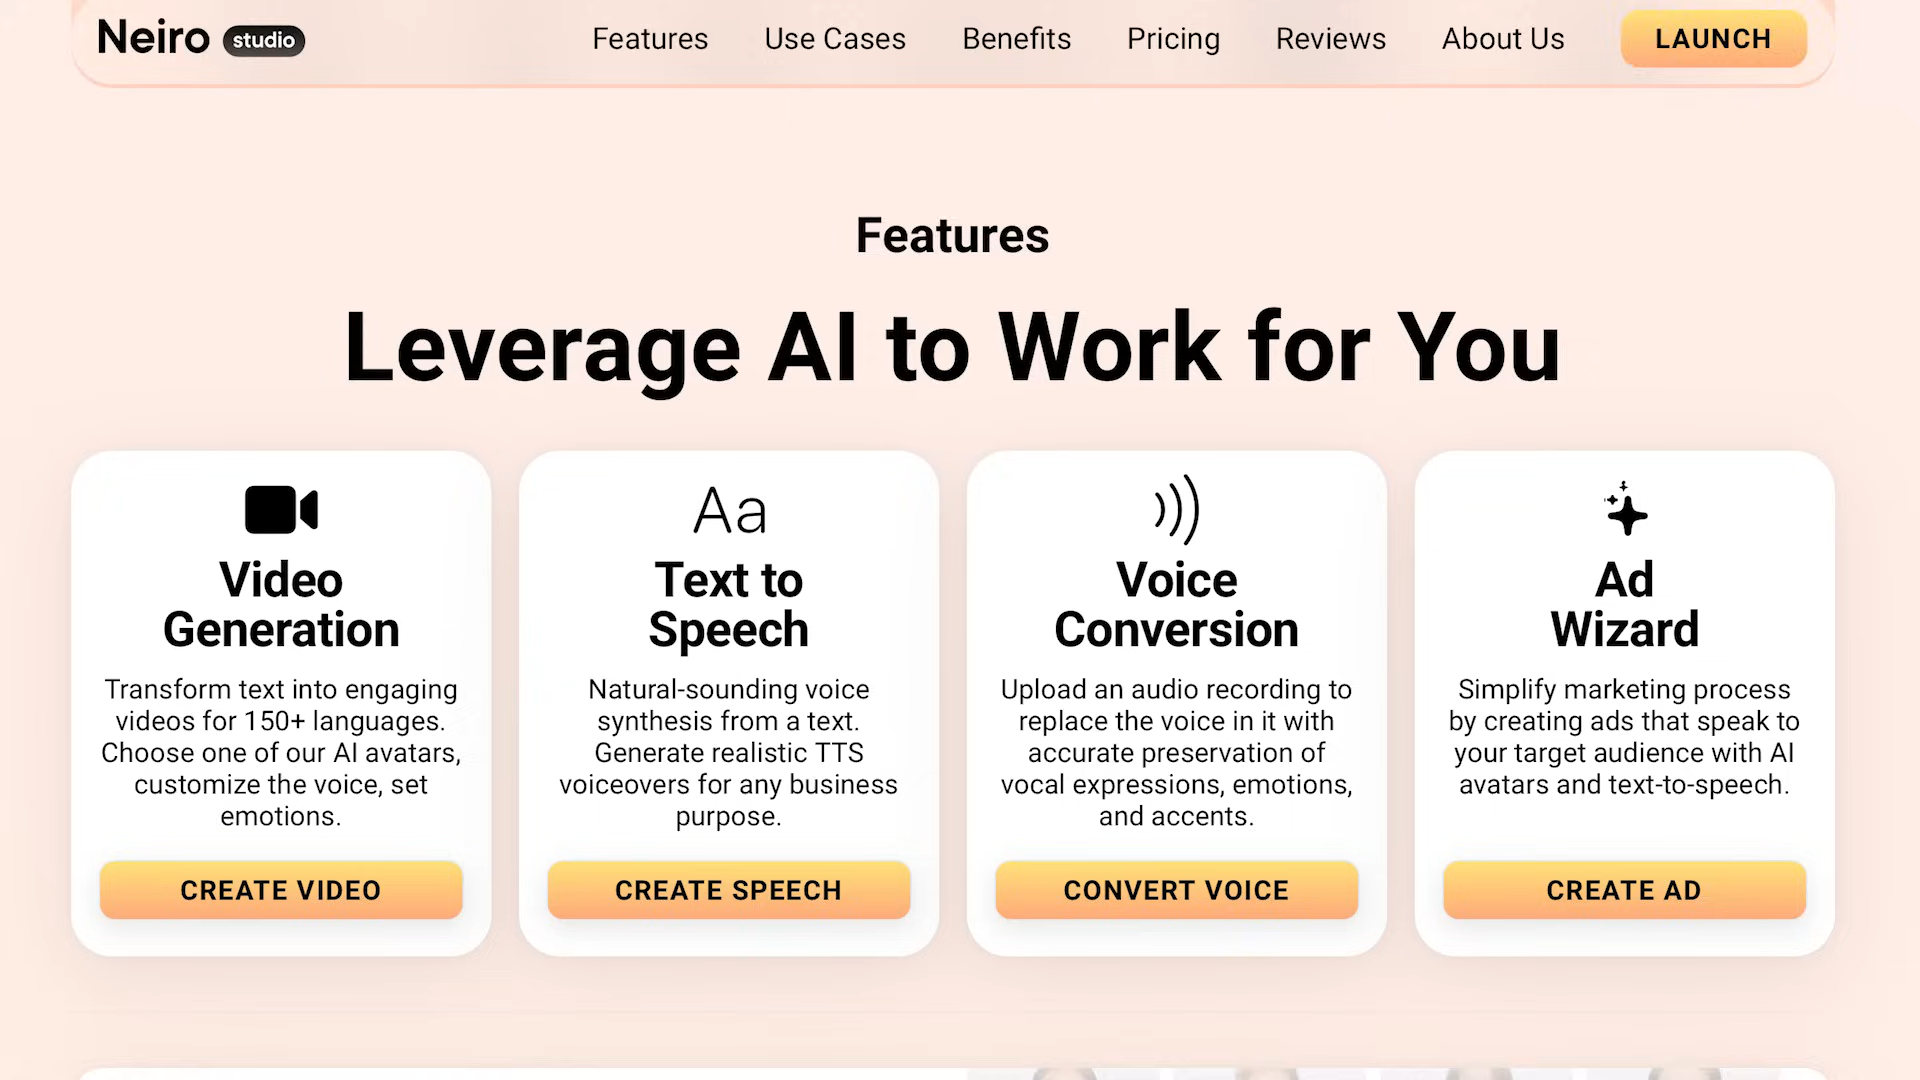 Neiro studio
Features
Use Cases
Benefits
Pricing
Reviews
About Us
LAUNCH
Features
Leverage AI to Work for You
Aa
Video
Generation
Transform text into engaging
videos for 150+ languages.
Choose one of our AI avatars,
customize the voice, set
emotions.
CREATE VIDEO
Text to
Speech
Natural-sounding voice
synthesis from a text.
Generate realistic TTS
voiceovers for any business
purpose.
CREATE SPEECH
Voice
Conversion
Upload an audio recording to
replace the voice in it with
accurate preservation of
vocal expressions, emotions,
and accents.
CONVERT VOICE
Ad
Wizard
Simplify marketing process
by creating ads that speak to
your target audience with AI
avatars and text-to-speech.
CREATE AD